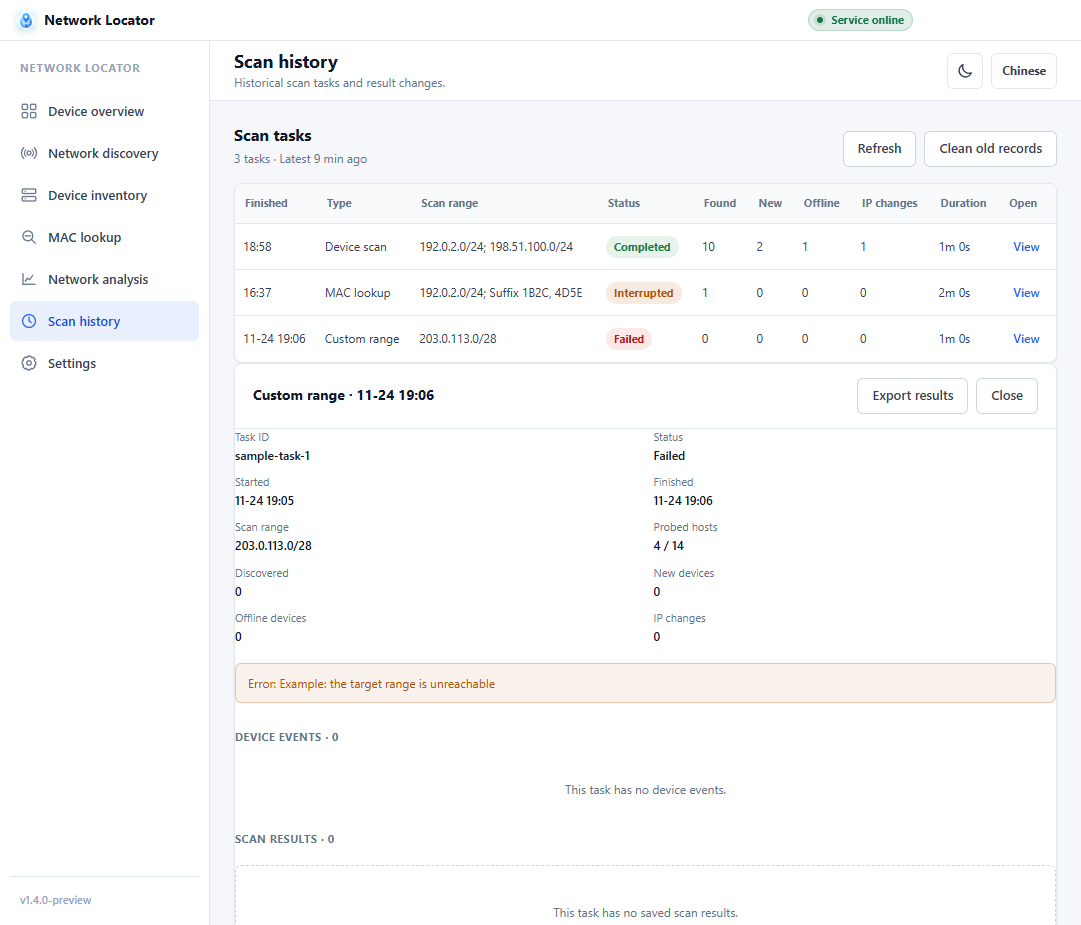 Network Locator
Service online
NETWORK LOCATOR
Device overview
Network discovery
Device inventory
MAC lookup
Network analysis
Scan history
Settings
v1.4.0-preview
Scan history
Historical scan tasks and result changes.
Chinese
Scan tasks
3 tasks · Latest 9 min ago
Refresh
Clean old records
Finished Type Scan range Status Found New Offline IP changes Duration Open
18:58 Device scan 192.0.2.0/24; 198.51.100.0/24 Completed 10 2 1 1 1m 0s View
16:37 MAC lookup 192.0.2.0/24; Suffix 1B2C, 4D5E Interrupted 1 0 0 0 2m 0s View
11-24 19:06 Custom range 203.0.113.0/28 Failed 0 0 0 0 1m 0s View
Custom range · 11-24 19:06
Export results
Close
Task ID
sample-task-1
Status
Failed
Started
11-24 19:05
Finished
11-24 19:06
Scan range
203.0.113.0/28
Probed hosts
4 / 14
Discovered
0
New devices
0
Offline devices
0
IP changes
0
Error: Example: the target range is unreachable
DEVICE EVENTS · 0
This task has no device events.
SCAN RESULTS · 0
This task has no saved scan results.